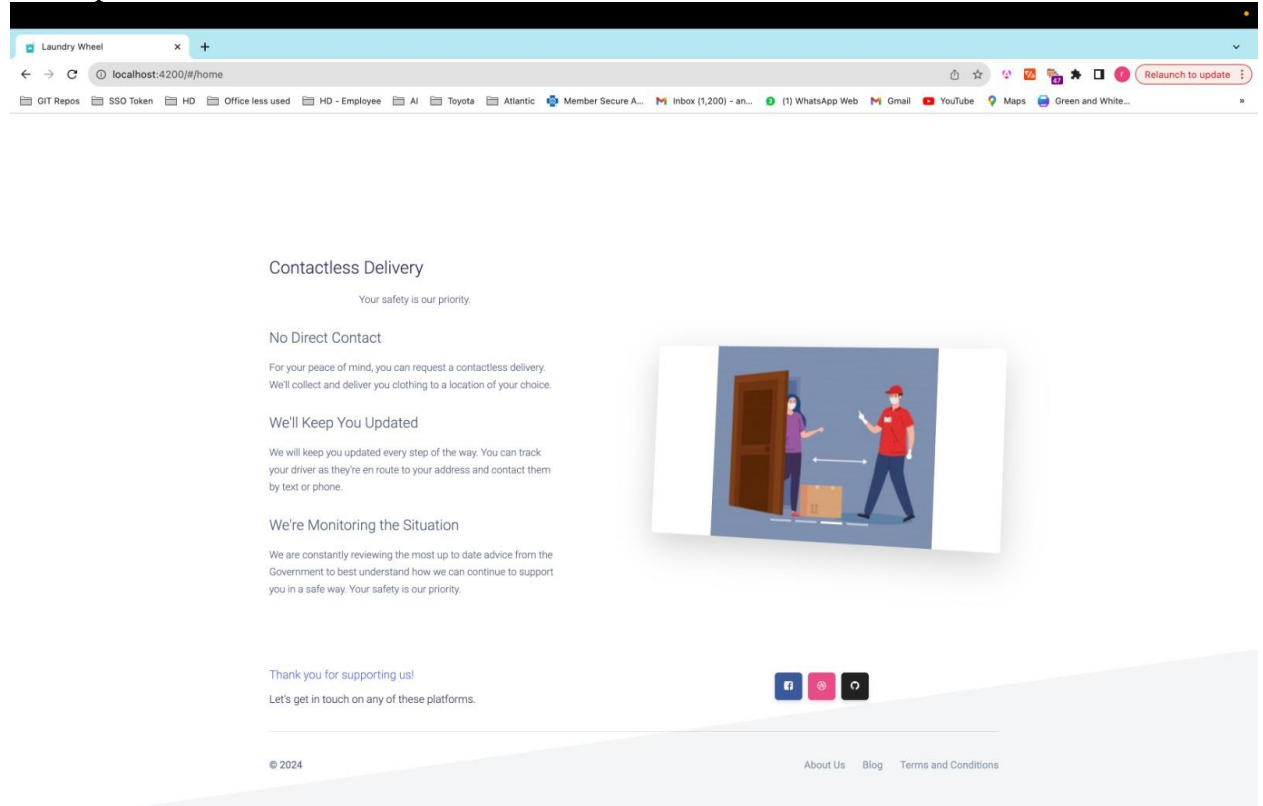 Laundry Wheel
localhost:4200/#/home
47
r
Relaunch to update
GIT Repos SSO Token HD Office less used HD - Employee AI Toyota Atlantic Member Secure A... Inbox (1,200) - an... (1) WhatsApp Web Gmail YouTube Maps Green and White... »
Contactless Delivery
Your safety is our priority.
No Direct Contact
For your peace of mind, you can request a contactless delivery.
We'll collect and deliver you clothing to a location of your choice.
We'll Keep You Updated
We will keep you updated every step of the way. You can track
your driver as they're en route to your address and contact them
by text or phone.
We're Monitoring the Situation
We are constantly reviewing the most up to date advice from the
Government to best understand how we can continue to support
you in a safe way. Your safety is our priority.
Thank you for supporting us!
Let's get in touch on any of these platforms.
© 2024
About Us Blog Terms and Conditions